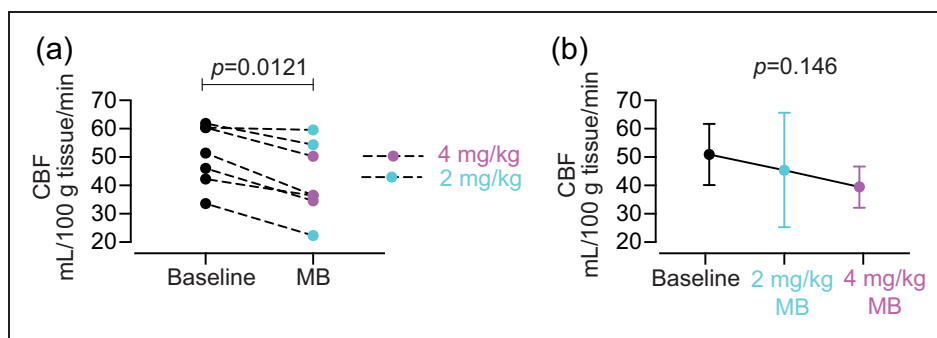 (a)
p=0.0121
CBF
mL/100 g tissue/min
70
60
50
40
30
20
Baseline MB
4 mg/kg
2 mg/kg
(b)
p=0.146
CBF
mL/100 g tissue/min
70
60
50
40
30
20
Baseline 2 mg/kg 4 mg/kg
MB MB